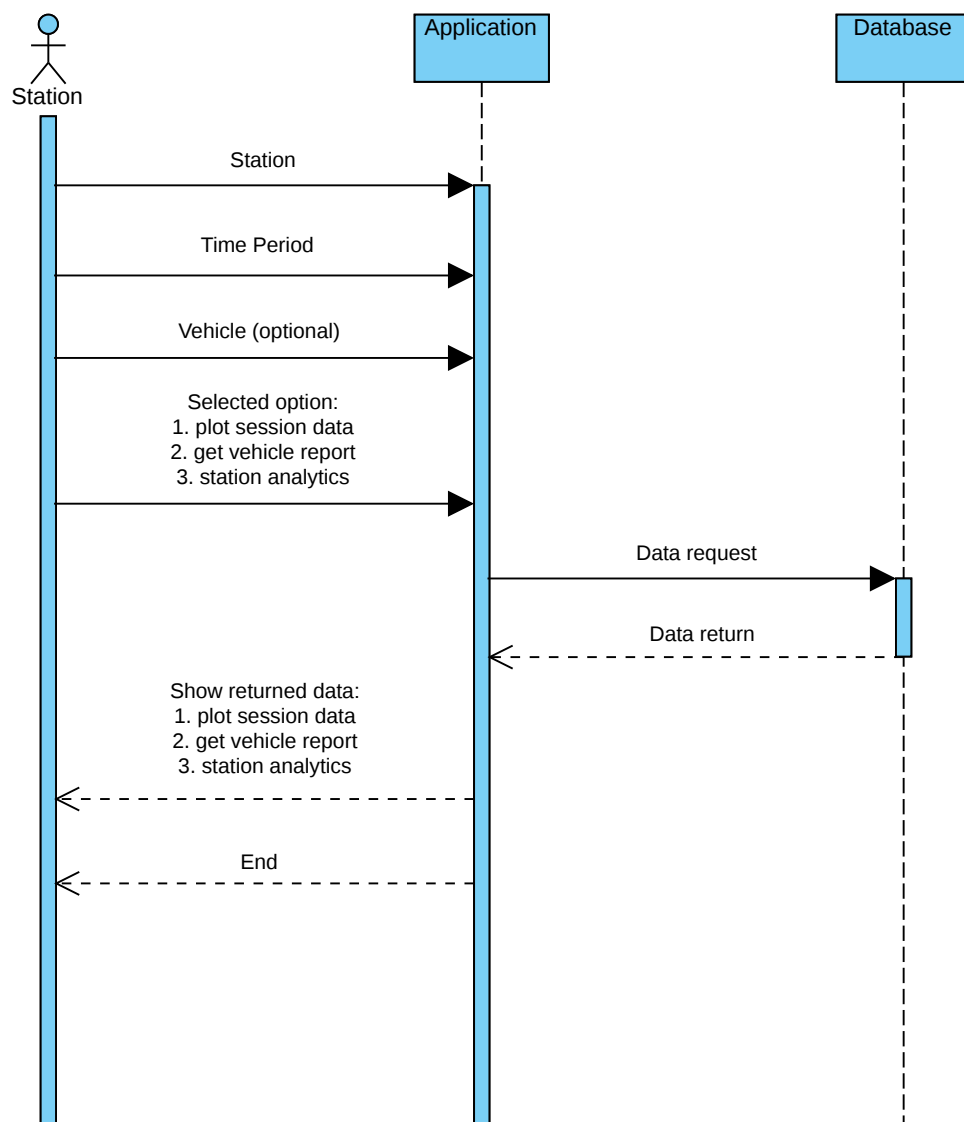 Application
Database
Station
Station
Time Period
Vehicle (optional)
Selected option:
1. plot session data
2. get vehicle report
3. station analytics
Data request
Data return
Show returned data:
1. plot session data
2. get vehicle report
3. station analytics
End